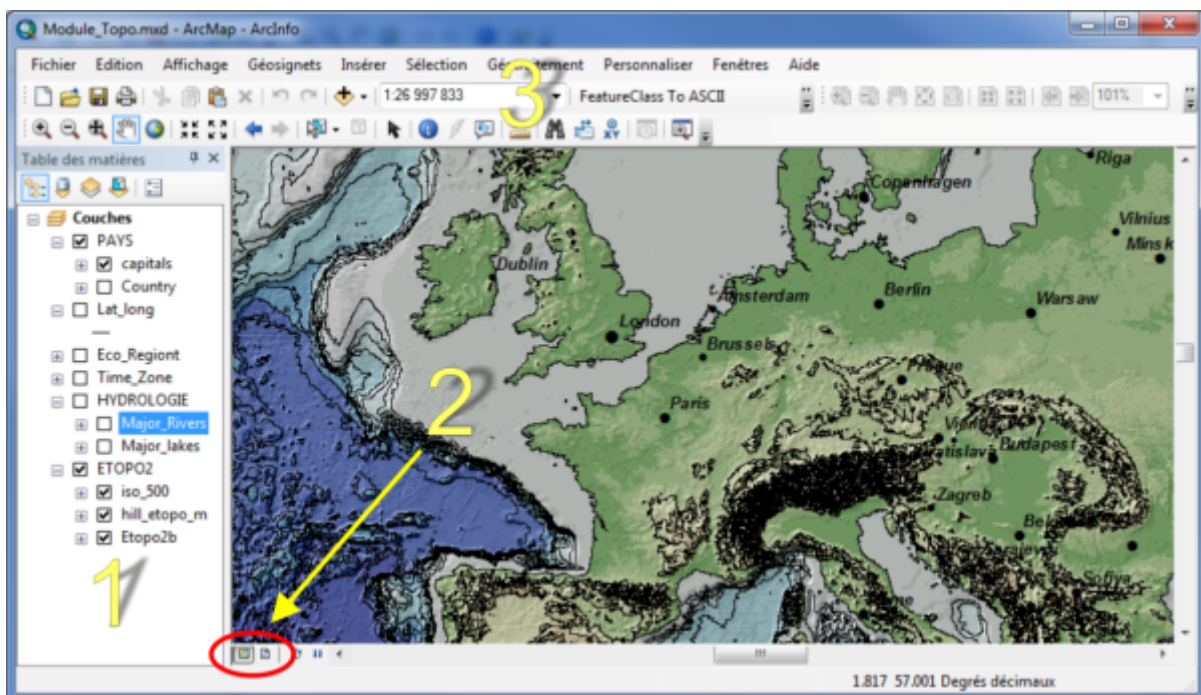 Module_Topo.mxd - ArcMap - ArcInfo
Fichier Edition Affichage Géosignets Insérer Sélection Personnaliser Fenêtres Aide
1:26 997 833 FeatureClass To ASCII 101%
3
Table des matières
Couches
PAYS
capitals
Country
Lat_long
Eco_Regiont
Time_Zone
HYDROLOGIE
Major_Rivers
Major_lakes
ETOPO2
iso_500
hill_etopo_m
Etopo2b
1
2
Riga
Copenhagen
Vilnius
Minsk
Dublin
Amsterdam
Berlin
Warsaw
London
Brussels
Prague
Paris
Budapest
Zagreb
Sofiya
1.817 57.001 Degrés décimaux